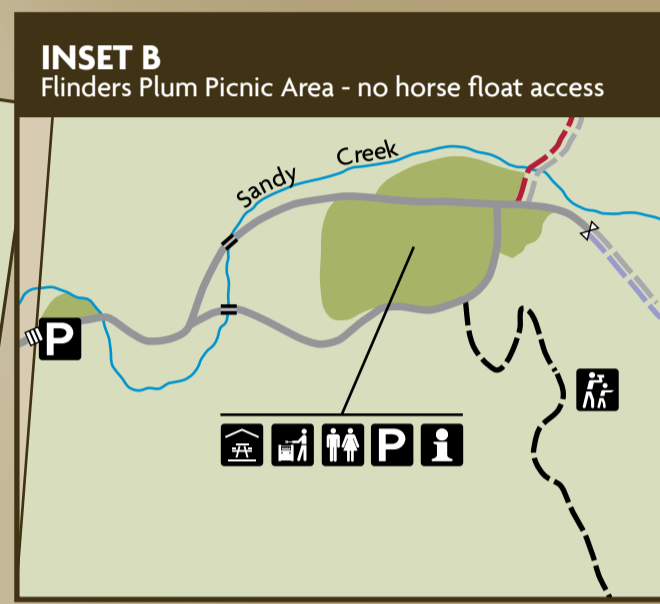 INSET B
Flinders Plum Picnic Area - no horse float access
Sandy Creek
P
P
i